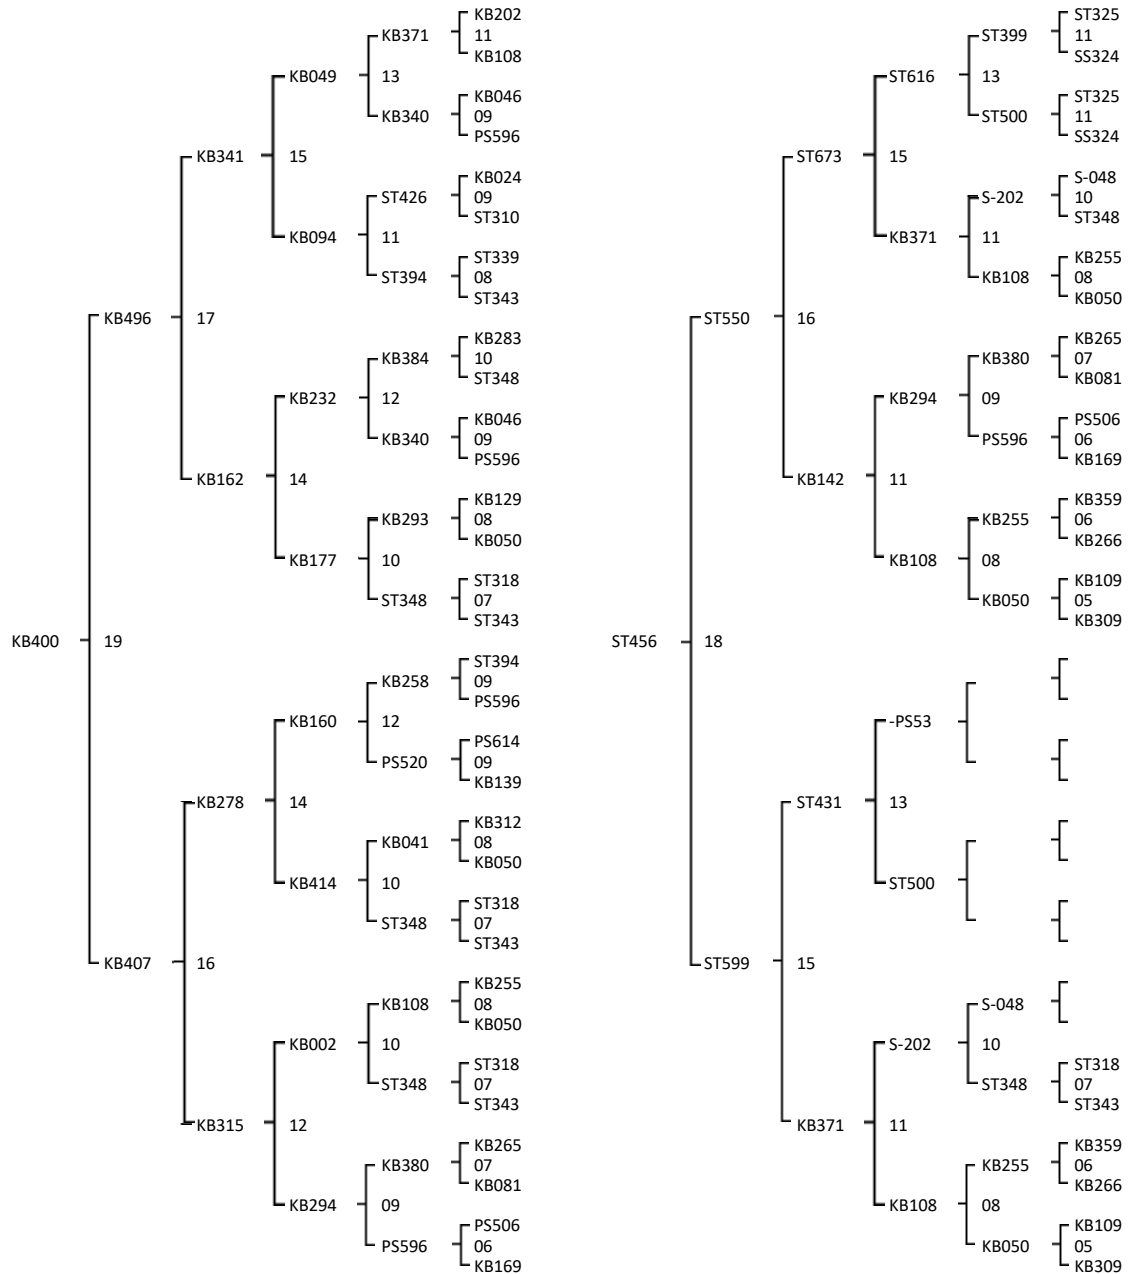 KB202
KB371
11
KB108
KB049
13
KB046
KB340
09
PS596
KB341
15
KB024
ST426
09
ST310
KB094
11
ST339
ST394
08
ST343
KB496
17
KB283
KB384
10
ST348
KB232
12
KB046
KB340
09
PS596
KB162
14
KB129
KB293
08
KB050
KB177
10
ST318
ST348
07
ST343
KB400
19
ST394
KB258
09
PS596
KB160
12
PS614
PS520
09
KB139
KB278
14
KB312
KB041
08
KB050
KB414
10
ST318
ST348
07
ST343
KB407
16
KB255
KB108
08
KB050
KB002
10
ST318
ST348
07
ST343
KB315
12
KB265
KB380
07
KB081
KB294
09
PS506
PS596
06
KB169
ST325
ST399
11
SS324
ST616
13
ST325
ST500
11
SS324
ST673
15
S-048
S-202
10
ST348
KB371
11
KB255
KB108
08
KB050
ST550
16
KB265
KB380
07
KB081
KB294
09
PS506
PS596
06
KB169
KB142
11
KB359
KB255
06
KB266
KB108
08
KB109
KB050
05
KB309
ST456
18
-PS53
ST431
13
ST500
ST599
15
S-048
S-202
10
ST318
ST348
07
ST343
KB371
11
KB359
KB255
06
KB266
KB108
08
KB109
KB050
05
KB309